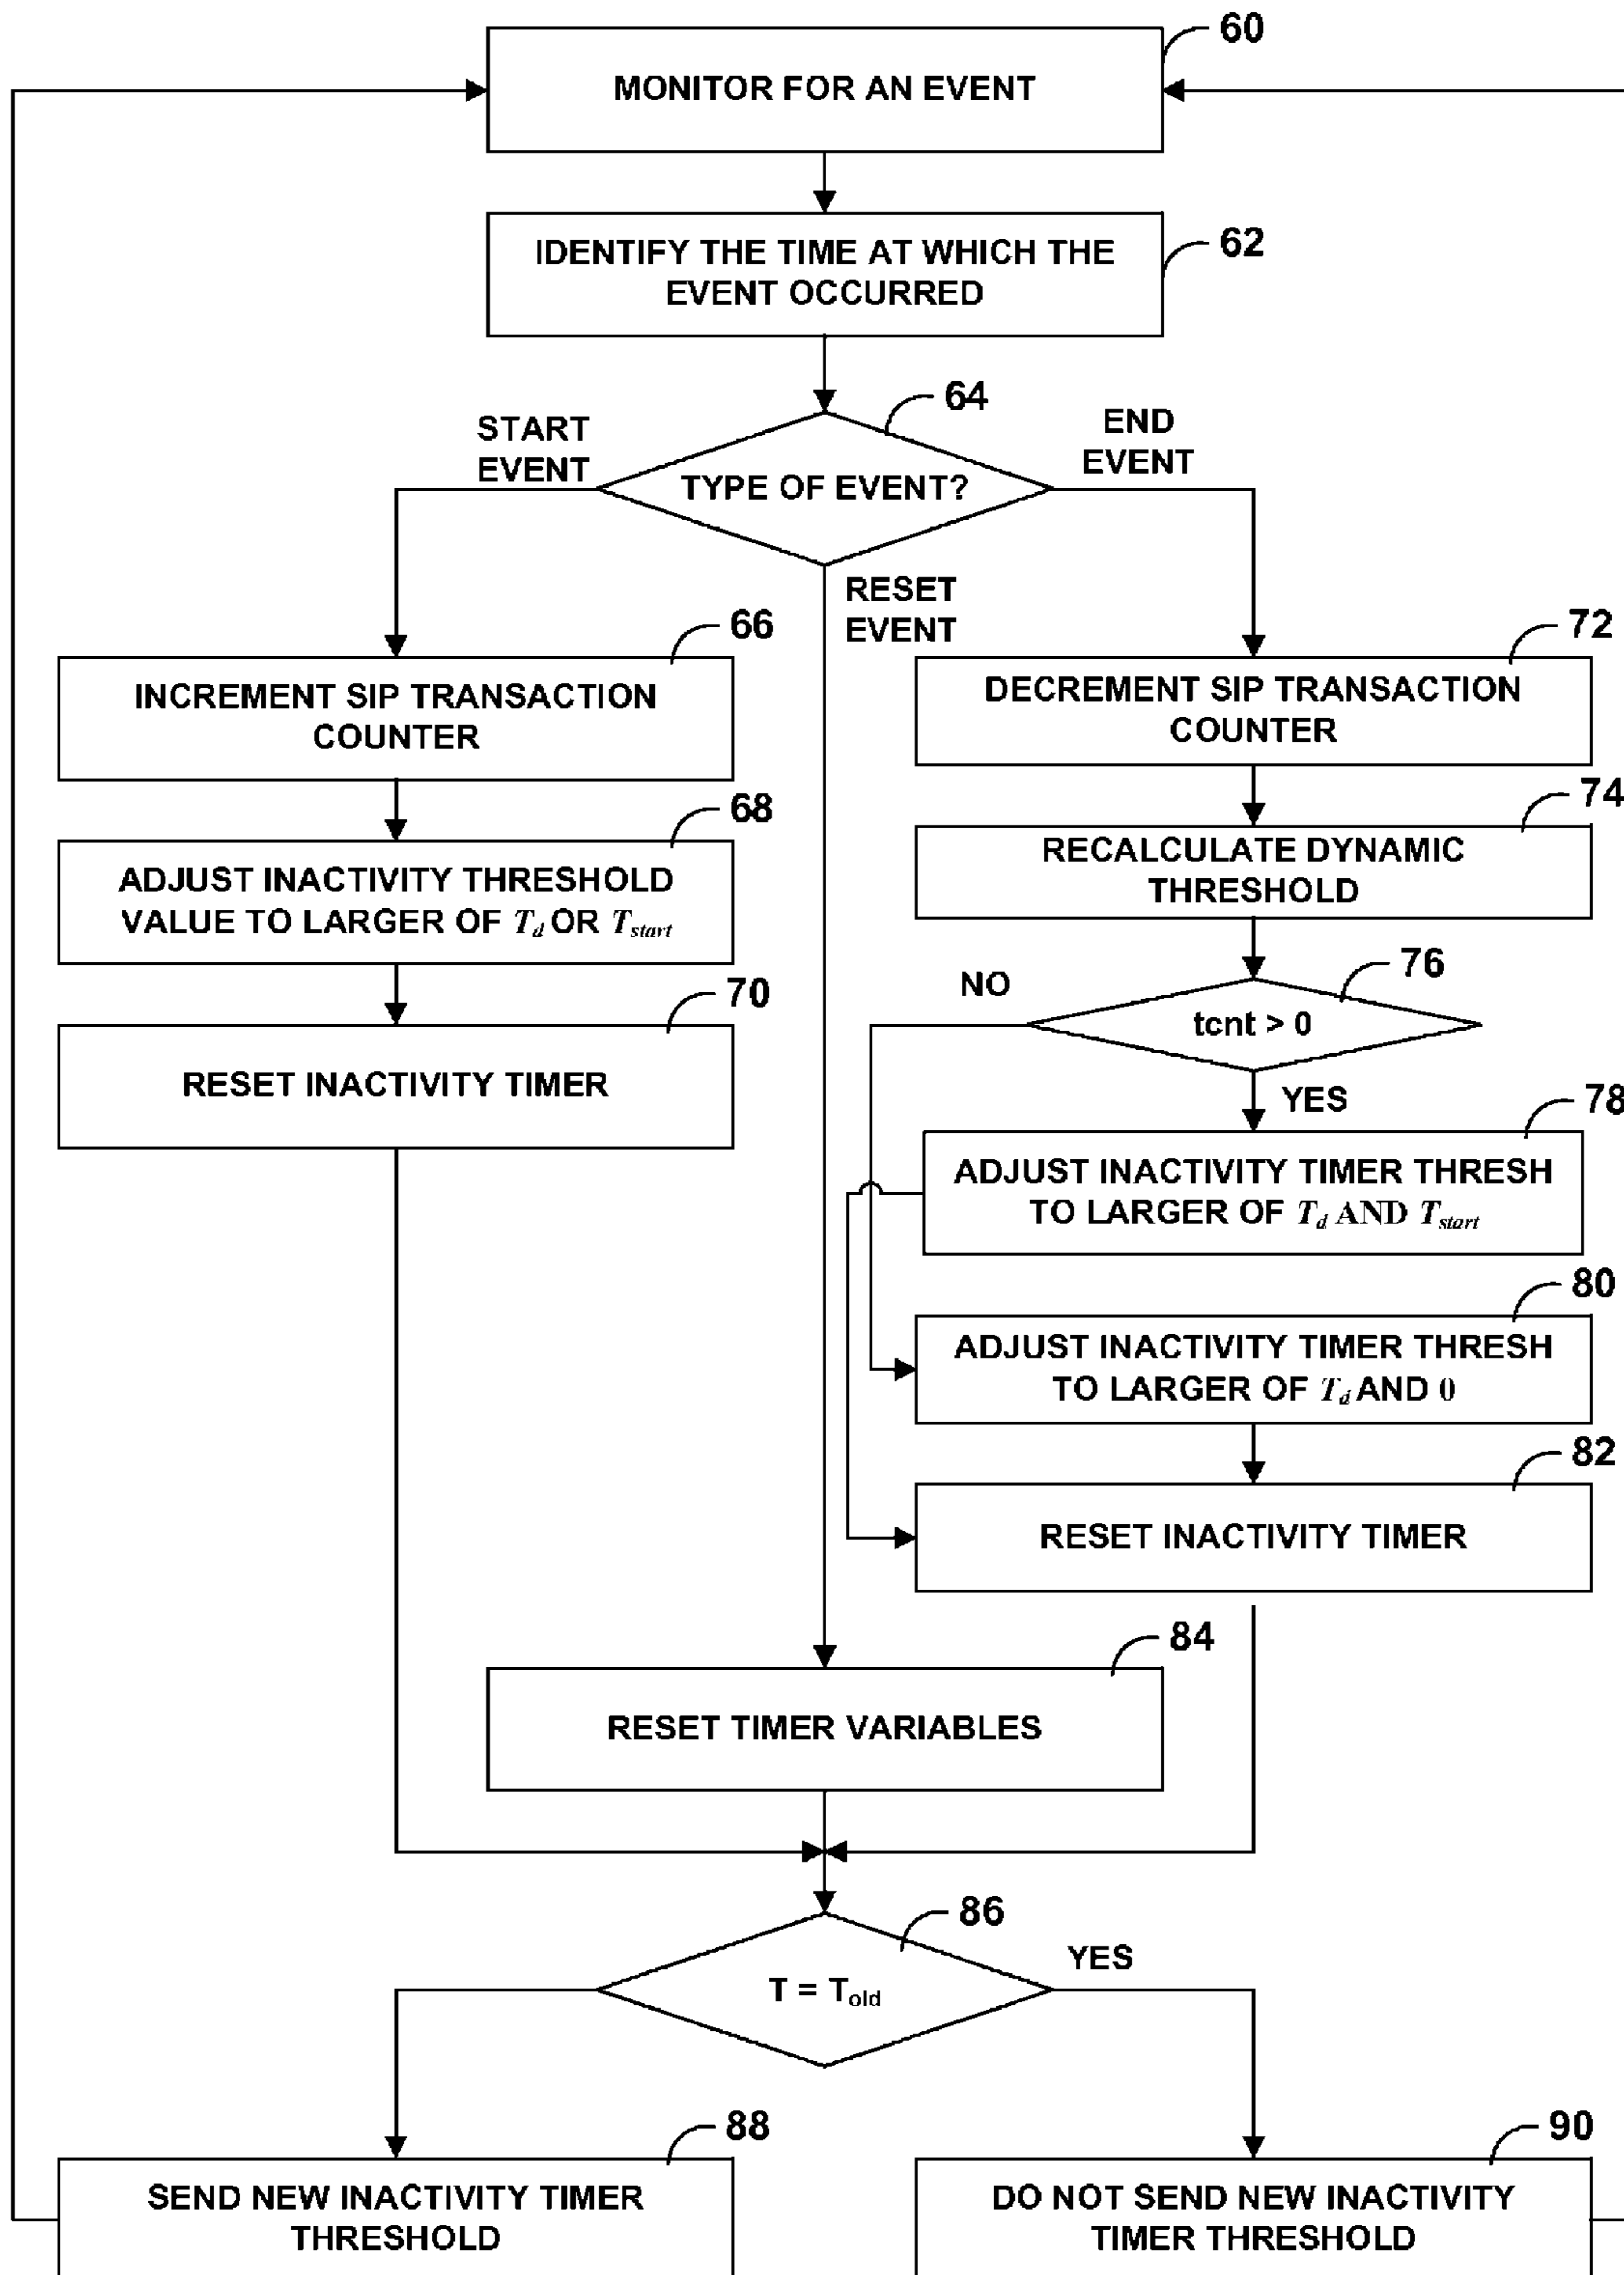 60
MONITOR FOR AN EVENT
62
IDENTIFY THE TIME AT WHICH THE
EVENT OCCURRED
64
START
EVENT
END
EVENT
TYPE OF EVENT?
RESET
EVENT
66
INCREMENT SIP TRANSACTION
COUNTER
68
ADJUST INACTIVITY THRESHOLD
VALUE TO LARGER OF Td OR Tstart
70
RESET INACTIVITY TIMER
72
DECREMENT SIP TRANSACTION
COUNTER
74
RECALCULATE DYNAMIC
THRESHOLD
76
NO
tcnt > 0
YES
78
ADJUST INACTIVITY TIMER THRESH
TO LARGER OF Td AND Tstart
80
ADJUST INACTIVITY TIMER THRESH
TO LARGER OF Td AND 0
82
RESET INACTIVITY TIMER
84
RESET TIMER VARIABLES
86
YES
T = Told
88
SEND NEW INACTIVITY TIMER
THRESHOLD
90
DO NOT SEND NEW INACTIVITY
TIMER THRESHOLD